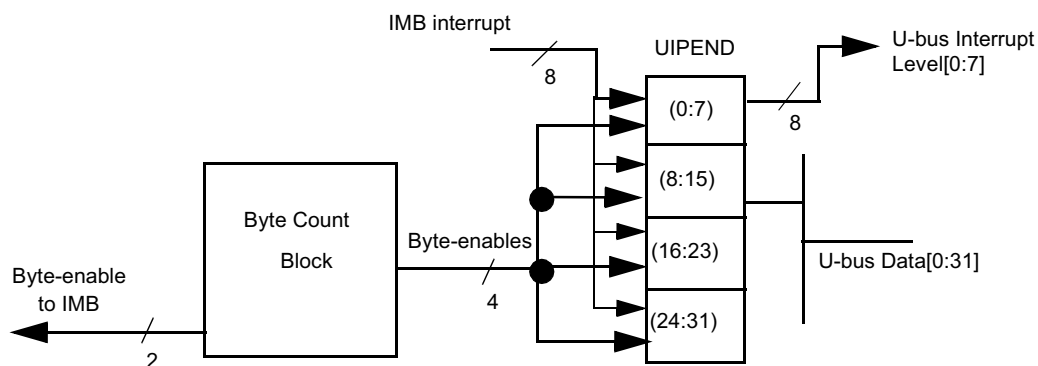 IMB interrupt
8
UIPEND
U-bus Interrupt
Level[0:7]
(0:7)
8
(8:15)
Byte Count
Block
Byte-enables
4
(16:23)
U-bus Data[0:31]
Byte-enable
to IMB
2
(24:31)